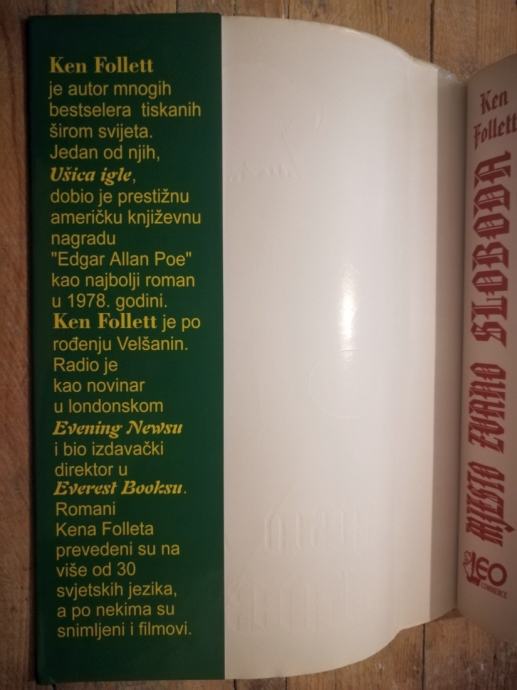 Ken Follett
je autor mnogih
bestselera tiskanih
širom svijeta.
Jedan od njih,
Ušica igle,
dobio je prestižnu
američku književnu
nagradu
"Edgar Allan Poe"
kao najbolji roman
u 1978. godini.
Ken Follett je po
rođenju Velšanin.
Radio je
kao novinar
u londonskom
Evening Newsu
i bio izdavački
direktor u
Everest Booksu.
Romani
Kena Folleta
prevedeni su na
više od 30
svjetskih jezika,
a po nekima su
snimljeni i filmovi.
Ken
Follett
MJESTO ZVANO SLOBODA
LEO
COMMERCE